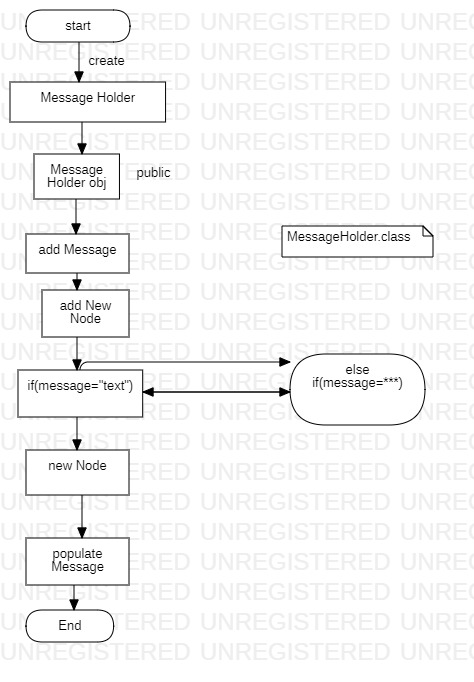 start
create
Message Holder
Message
Holder obj
public
MessageHolder.class
add Message
add New
Node
if(message="text")
else
if(message=***)
new Node
populate
Message
End
UNREGISTERED